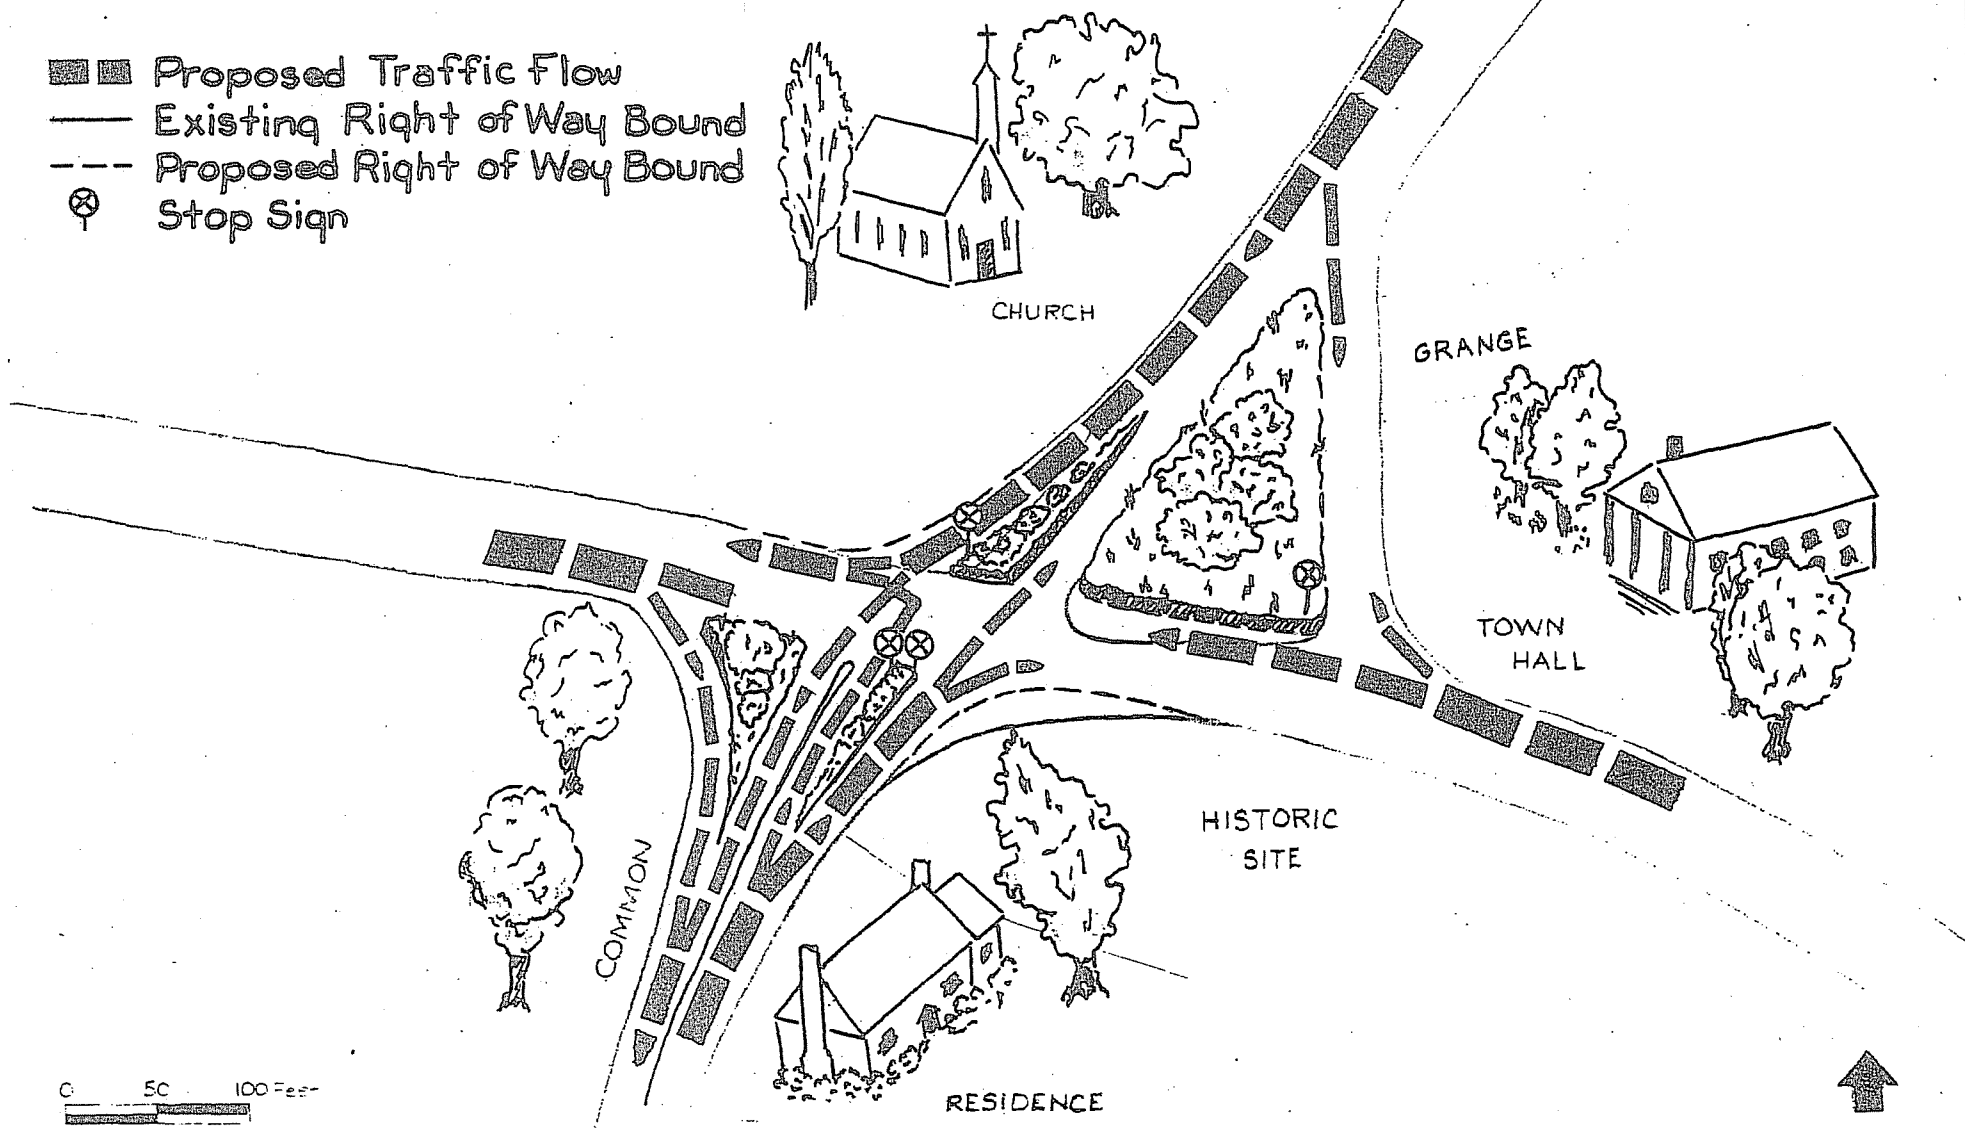 Proposed Traffic Flow
Existing Right of Way Bound
Proposed Right of Way Bound
Stop Sign
CHURCH
GRANGE
TOWN
HALL
HISTORIC
SITE
COMMON
RESIDENCE
0 50 100 Feet